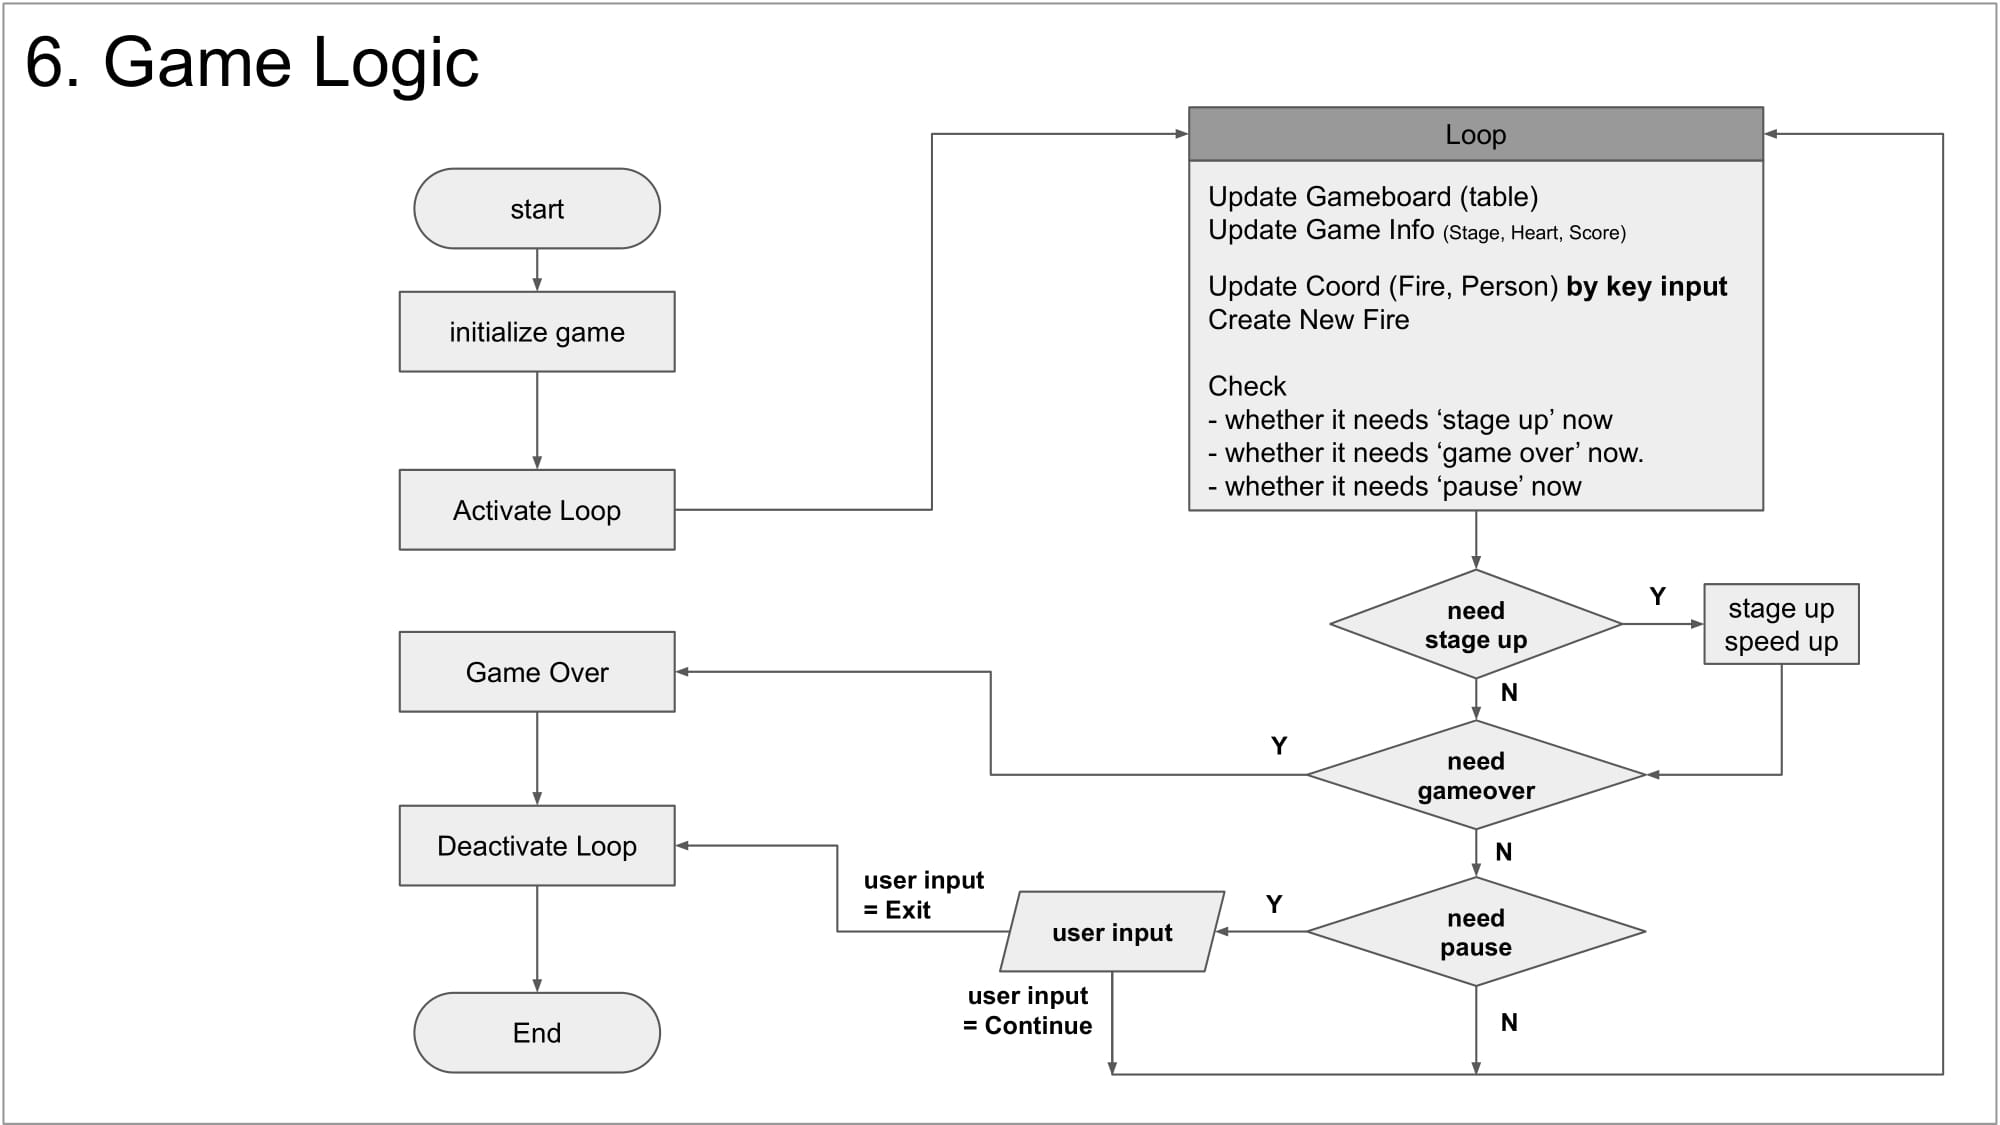 6. Game Logic
start
initialize game
Activate Loop
Loop
Update Gameboard (table)
Update Game Info (Stage, Heart, Score)
Update Coord (Fire, Person) by key input
Create New Fire
Check
- whether it needs ‘stage up’ now
- whether it needs ‘game over’ now.
- whether it needs ‘pause’ now
need
stage up
Y
stage up
speed up
N
need
gameover
Y
Game Over
N
need
pause
Y
user input
user input
= Exit
Deactivate Loop
user input
= Continue
N
End